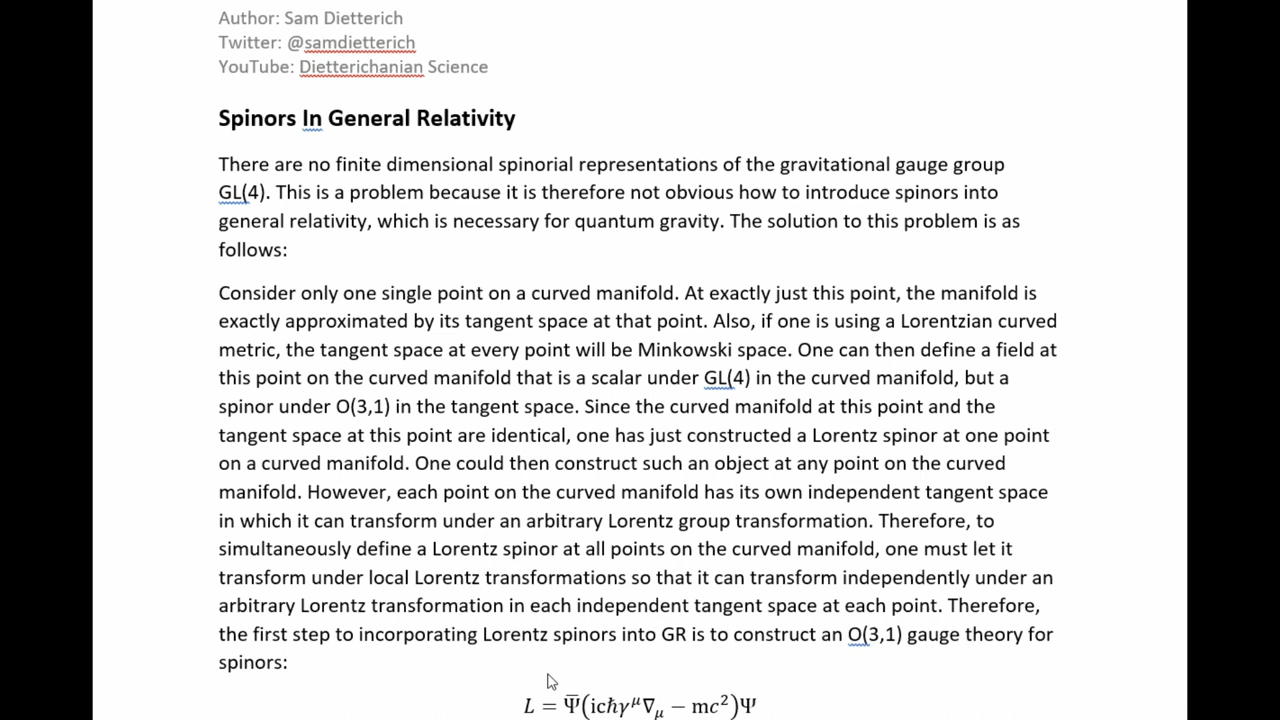 Author: Sam Dietterich
Twitter: @samdietterich
YouTube: Dietterichanian Science
Spinors In General Relativity
There are no finite dimensional spinorial representations of the gravitational gauge group
GL(4). This is a problem because it is therefore not obvious how to introduce spinors into
general relativity, which is necessary for quantum gravity. The solution to this problem is as
follows:
Consider only one single point on a curved manifold. At exactly just this point, the manifold is
exactly approximated by its tangent space at that point. Also, if one is using a Lorentzian curved
metric, the tangent space at every point will be Minkowski space. One can then define a field at
this point on the curved manifold that is a scalar under GL(4) in the curved manifold, but a
spinor under O(3,1) in the tangent space. Since the curved manifold at this point and the
tangent space at this point are identical, one has just constructed a Lorentz spinor at one point
on a curved manifold. One could then construct such an object at any point on the curved
manifold. However, each point on the curved manifold has its own independent tangent space
in which it can transform under an arbitrary Lorentz group transformation. Therefore, to
simultaneously define a Lorentz spinor at all points on the curved manifold, one must let it
transform under local Lorentz transformations so that it can transform independently under an
arbitrary Lorentz transformation in each independent tangent space at each point. Therefore,
the first step to incorporating Lorentz spinors into GR is to construct an O(3,1) gauge theory for
spinors:
L = Ψ̅(icħγ^μ∇_μ − mc²)Ψ